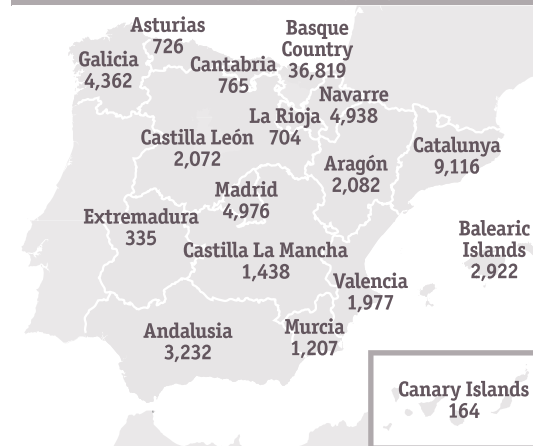 Asturias
726
Basque
Country
36,819
Galicia
4,362
Cantabria
765
Navarre
4,938
La Rioja
704
Castilla León
2,072
Catalunya
9,116
Aragón
2,082
Madrid
4,976
Extremadura
335
Balearic
Islands
2,922
Castilla La Mancha
1,438
Valencia
1,977
Andalusia
3,232
Murcia
1,207
Canary Islands
164